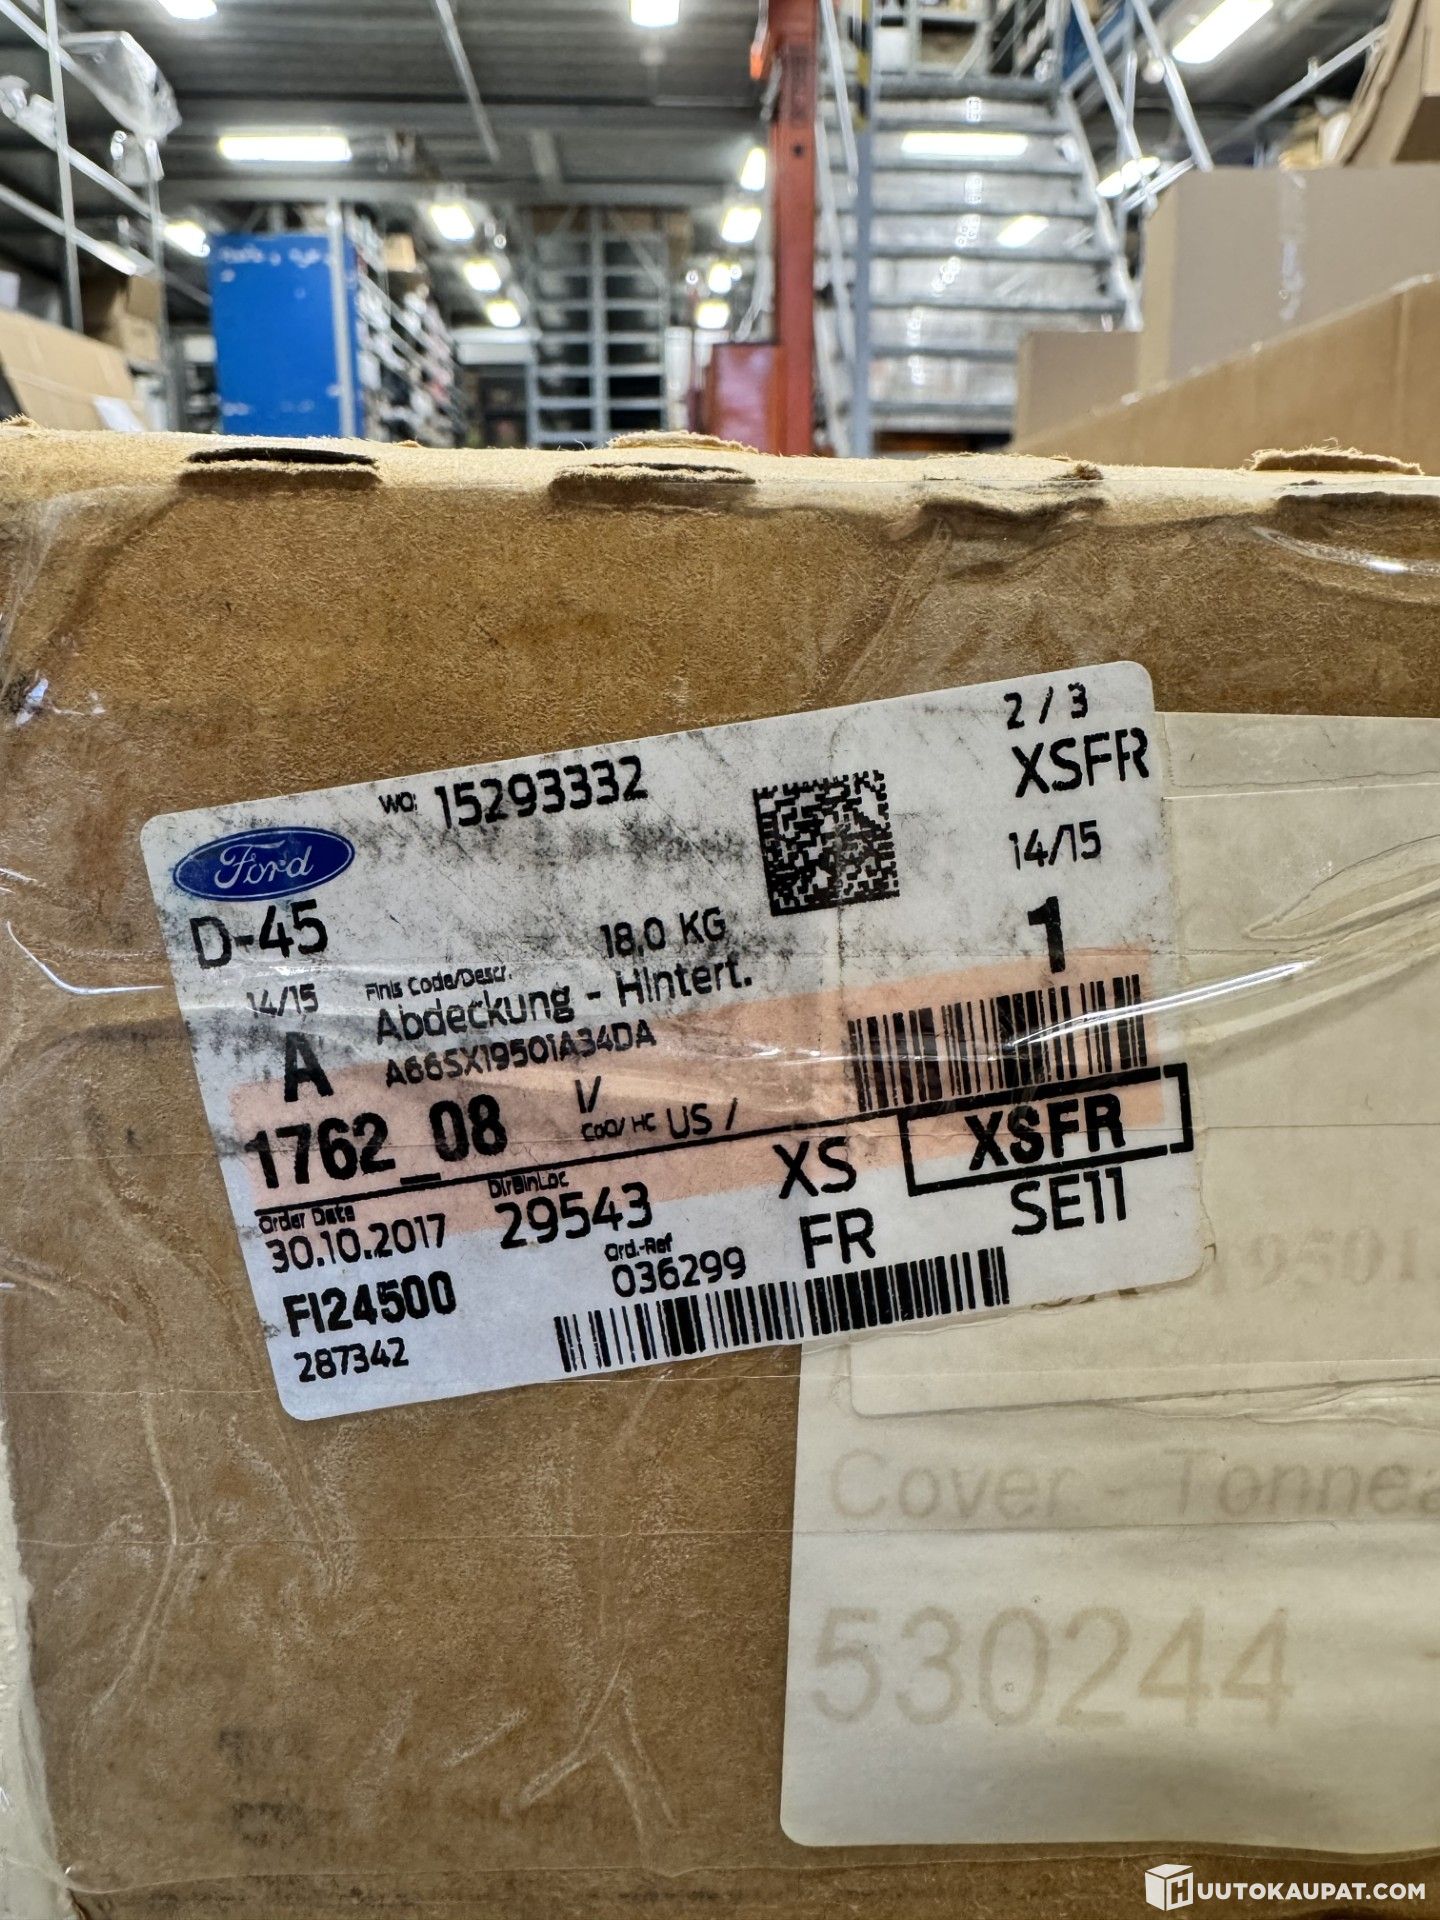 2 / 3
WO: 15293332
XSFR
Ford
14/15
D-45
18,0 KG
1
14/15
Finis Code/Descr.
Abdeckung - Hintert.
A
A66SX19501A34DA
1762_08
V
CoO/ HC US /
XS
XSFR
Order Date
DirBinLoc
30.10.2017
29543
FR
SE11
Ord.-Ref
FI24500
036299
287342
Cover - Tonnea
530244
HUUTOKAUPAT.COM